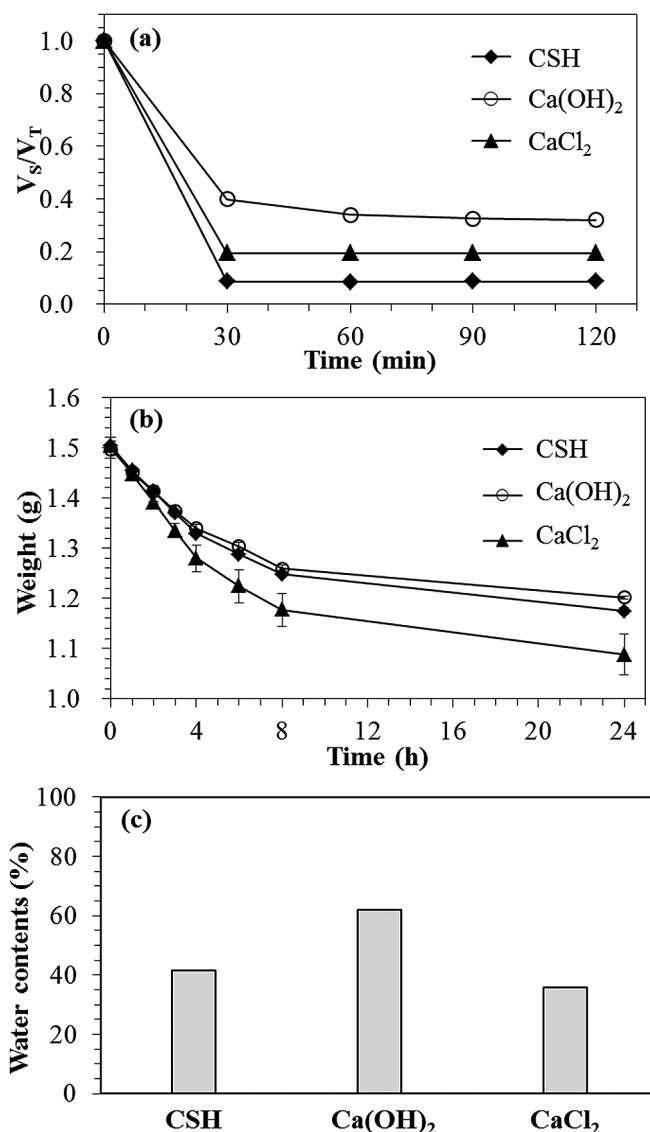 (a)
CSH
Ca(OH)₂
CaCl₂
V_S/V_T
1.0
0.8
0.6
0.4
0.2
0.0
0 30 60 90 120
Time (min)
(b)
CSH
Ca(OH)₂
CaCl₂
Weight (g)
1.6
1.5
1.4
1.3
1.2
1.1
1.0
0 4 8 12 16 20 24
Time (h)
(c)
Water contents (%)
100
80
60
40
20
0
CSH Ca(OH)₂ CaCl₂